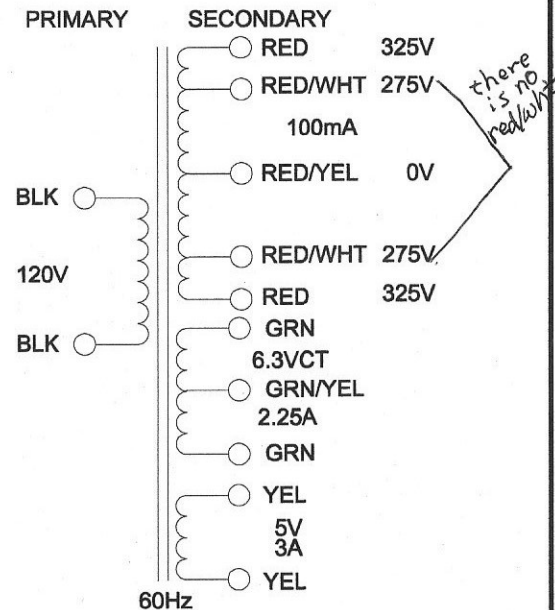 PRIMARY SECONDARY
RED 325V
RED/WHT 275V
there
is no
red/wht
100mA
RED/YEL 0V
BLK
RED/WHT 275V
120V
RED 325V
GRN
BLK
6.3VCT
GRN/YEL
2.25A
GRN
YEL
5V
3A
YEL
60Hz